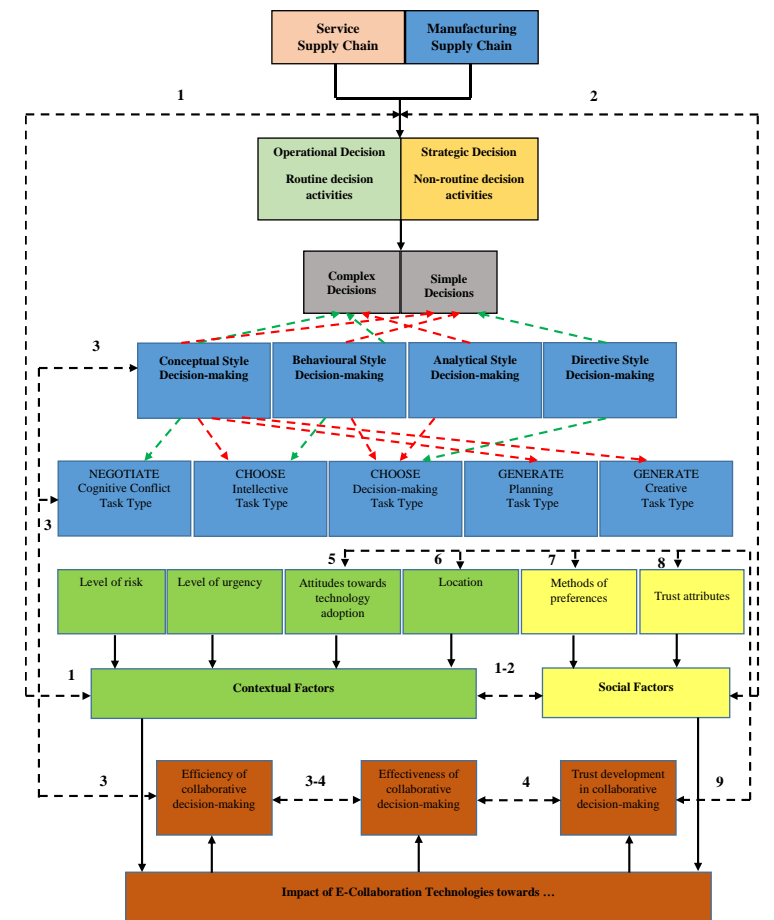 Service
Supply Chain
Manufacturing
Supply Chain
1
2
Operational Decision
Routine decision
activities
Strategic Decision
Non-routine decision
activities
Complex
Decisions
Simple
Decisions
3
Conceptual Style
Decision-making
Behavioural Style
Decision-making
Analytical Style
Decision-making
Directive Style
Decision-making
NEGOTIATE
Cognitive Conflict
Task Type
CHOOSE
Intellective
Task Type
CHOOSE
Decision-making
Task Type
GENERATE
Planning
Task Type
GENERATE
Creative
Task Type
3
5
6
7
8
Level of risk
Level of urgency
Attitudes towards
technology
adoption
Location
Methods of
preferences
Trust attributes
1
Contextual Factors
1-2
Social Factors
3
Efficiency of
collaborative
decision-making
3-4
Effectiveness of
collaborative
decision-making
4
Trust development
in collaborative
decision-making
9
Impact of E-Collaboration Technologies towards …